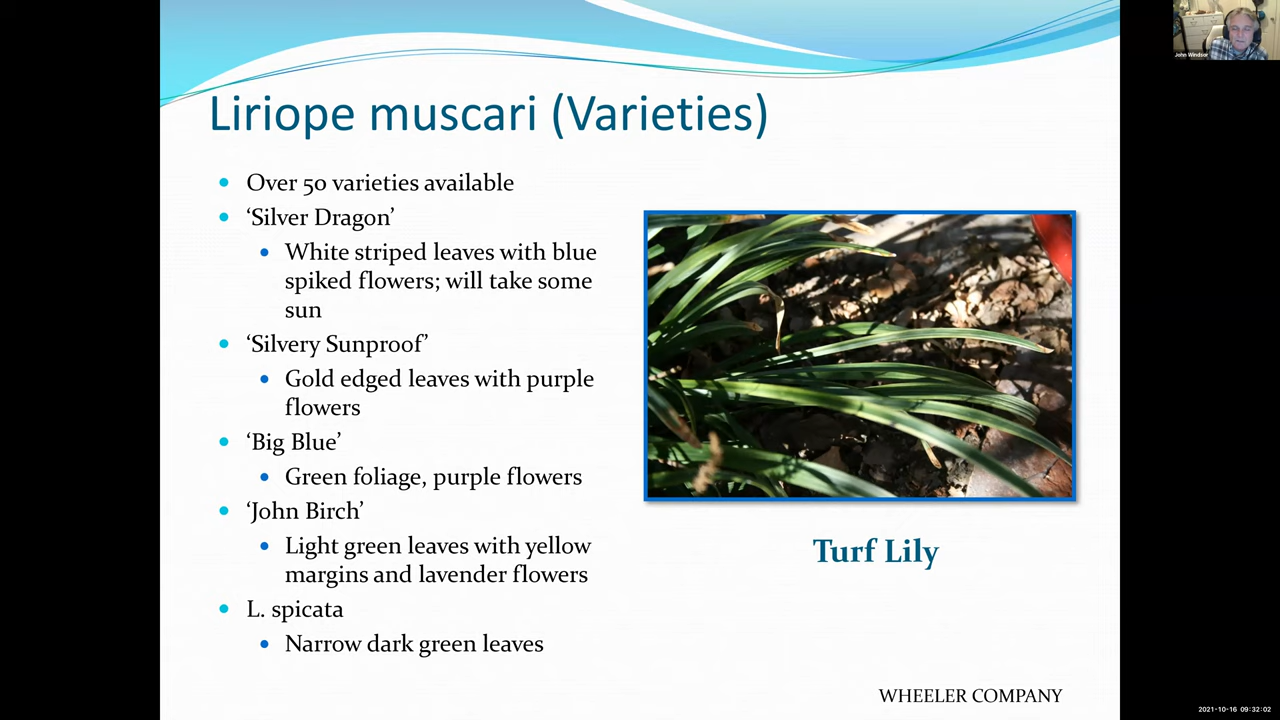 John Windsor
Liriope muscari (Varieties)
Over 50 varieties available
‘Silver Dragon’
White striped leaves with blue
spiked flowers; will take some
sun
‘Silvery Sunproof’
Gold edged leaves with purple
flowers
‘Big Blue’
Green foliage, purple flowers
‘John Birch’
Light green leaves with yellow
margins and lavender flowers
L. spicata
Narrow dark green leaves
Turf Lily
WHEELER COMPANY
2021-10-16 09:32:02